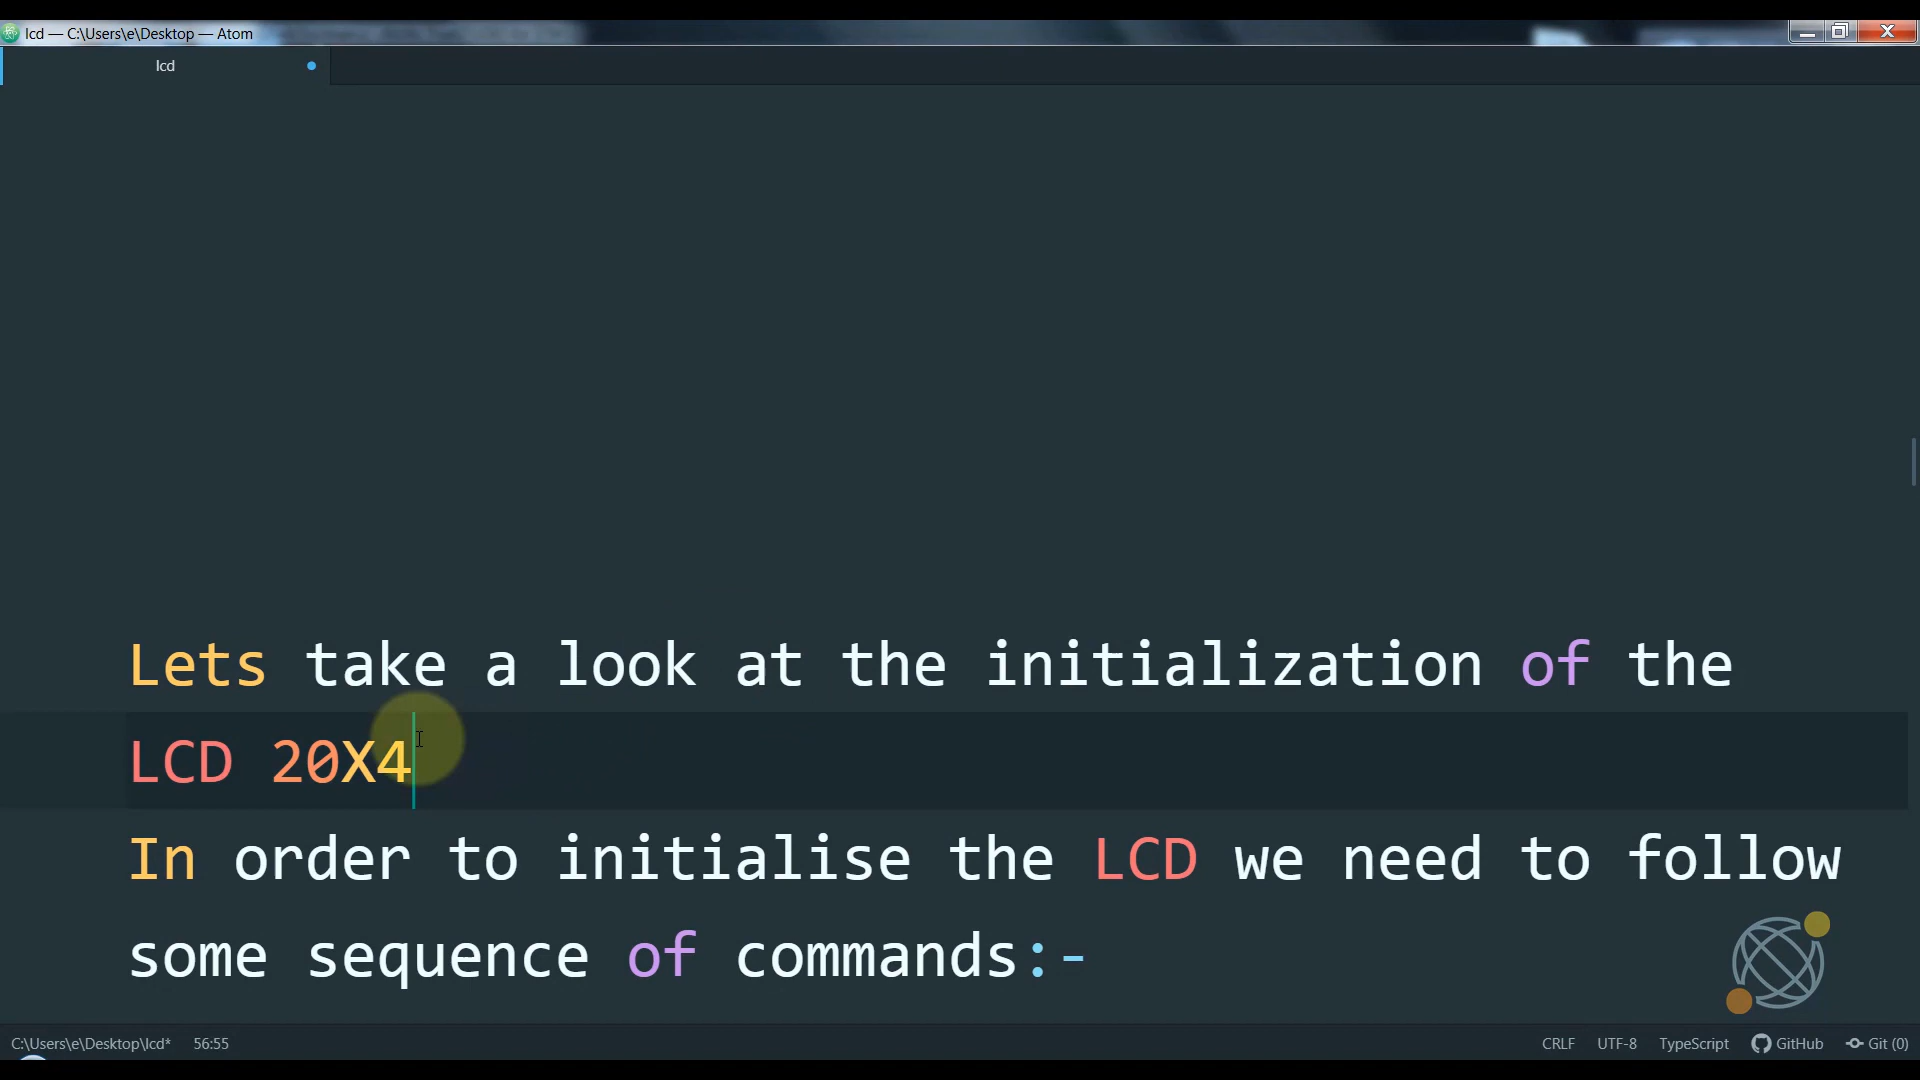 lcd — C:\Users\e\Desktop — Atom
lcd
Lets take a look at the initialization of the
LCD 20X4
In order to initialise the LCD we need to follow
some sequence of commands:-
C:\Users\e\Desktop\lcd* 56:55 CRLF UTF-8 TypeScript GitHub Git (0)